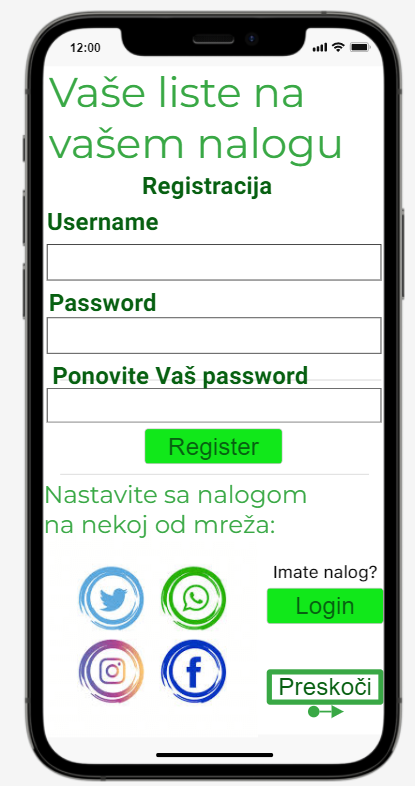 12:00
Vaše liste na
vašem nalogu
Registracija
Username
Password
Ponovite Vaš password
Register
Nastavite sa nalogom
na nekoj od mreža:
Imate nalog?
Login
Preskoči